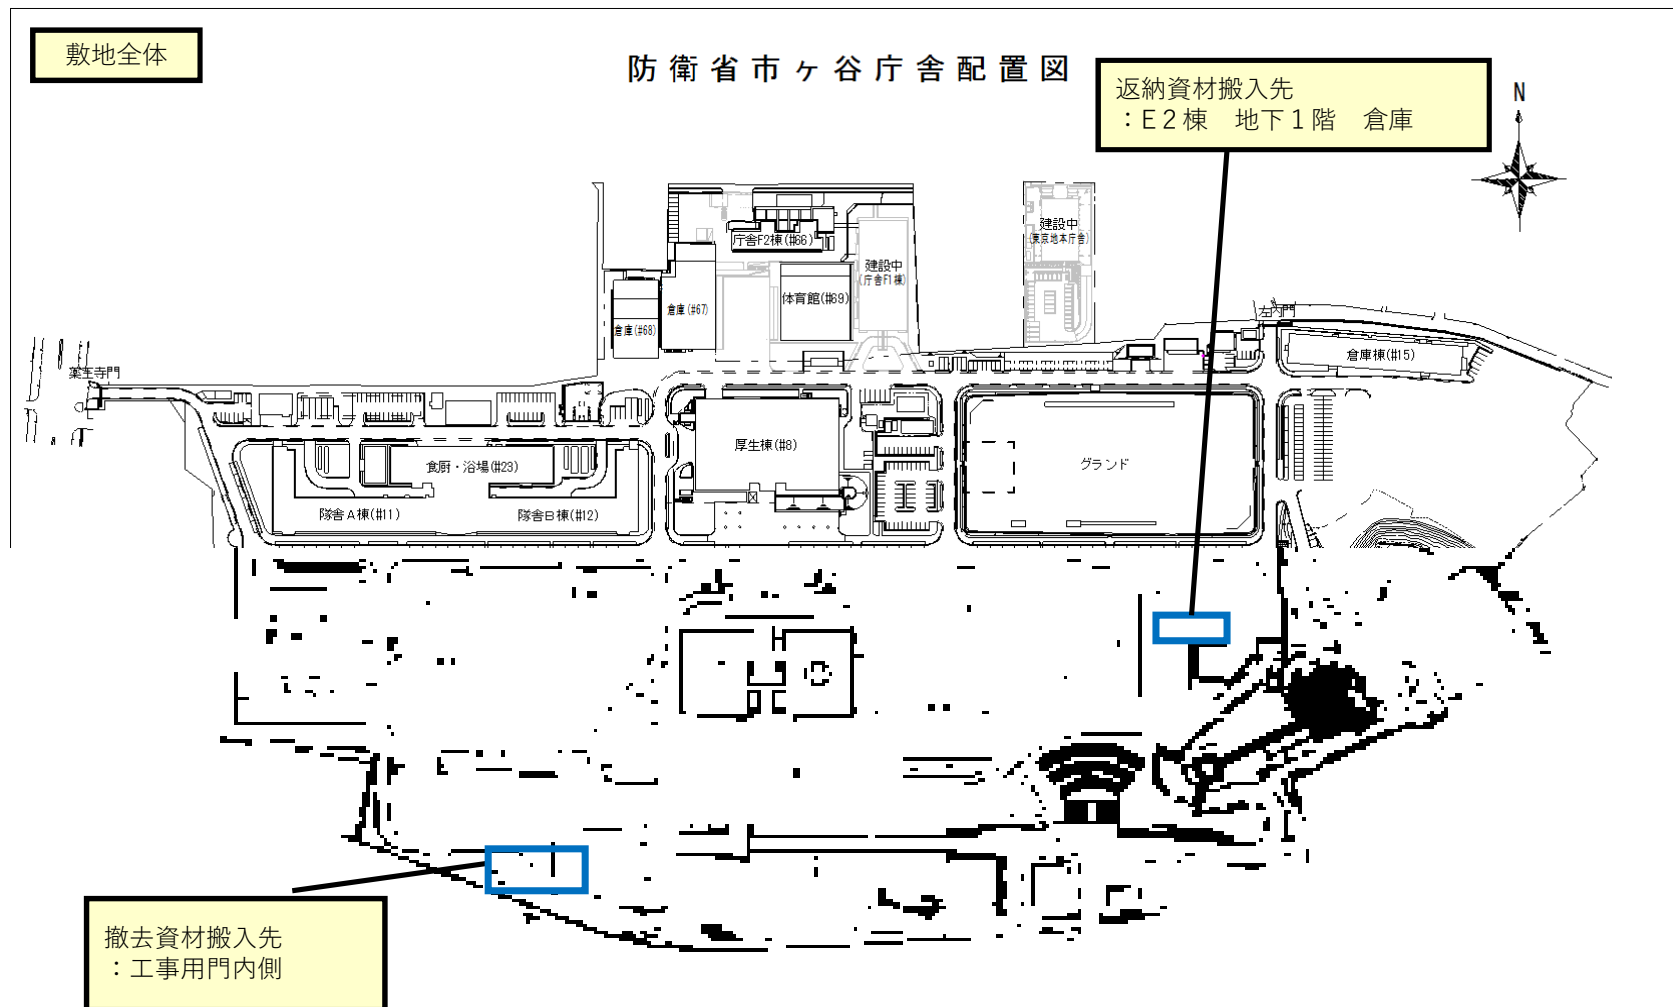 敷地全体
防衛省市ヶ谷庁舎配置図
返納資材搬入先
：E２棟　地下１階　倉庫
N
建設中
(東京地本庁舎)
庁舎F2棟(#66)
建設中
(庁舎F1棟)
体育館(#69)
倉庫(#67)
倉庫(#68)
左内門
倉庫棟(#15)
薬王寺門
厚生棟(#8)
食厨・浴場(#23)
グランド
隊舎A棟(#11)
隊舎B棟(#12)
撤去資材搬入先
：工事用門内側